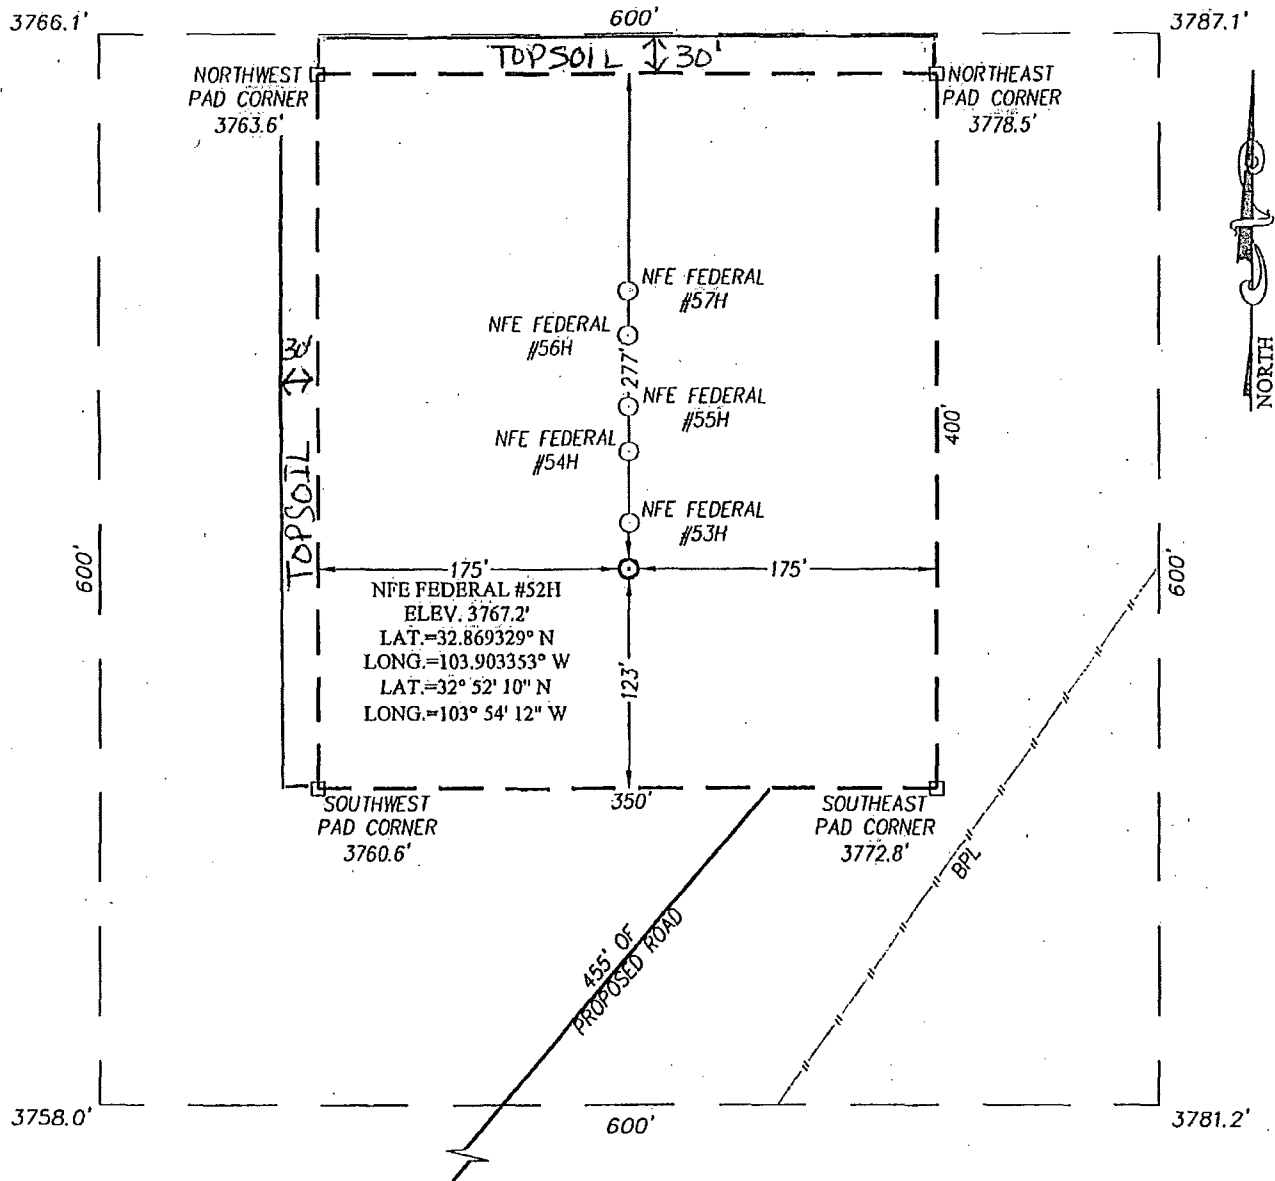 3766.1'
600'
3787.1'
TOPSOIL 30'
NORTHWEST
PAD CORNER
3763.6'
NORTHEAST
PAD CORNER
3778.5'
NORTH
NFE FEDERAL
#57H
NFE FEDERAL
#56H
277'
NFE FEDERAL
#55H
NFE FEDERAL
#54H
NFE FEDERAL
#53H
30'
TOPSOIL
400'
600'
175'
175'
600'
NFE FEDERAL #52H
ELEV. 3767.2'
LAT.=32.869329° N
LONG.=103.903353° W
LAT.=32° 52' 10" N
LONG.=103° 54' 12" W
123'
350'
SOUTHWEST
PAD CORNER
3760.6'
SOUTHEAST
PAD CORNER
3772.8'
BPL
455' OF
PROPOSED ROAD
3758.0'
600'
3781.2'